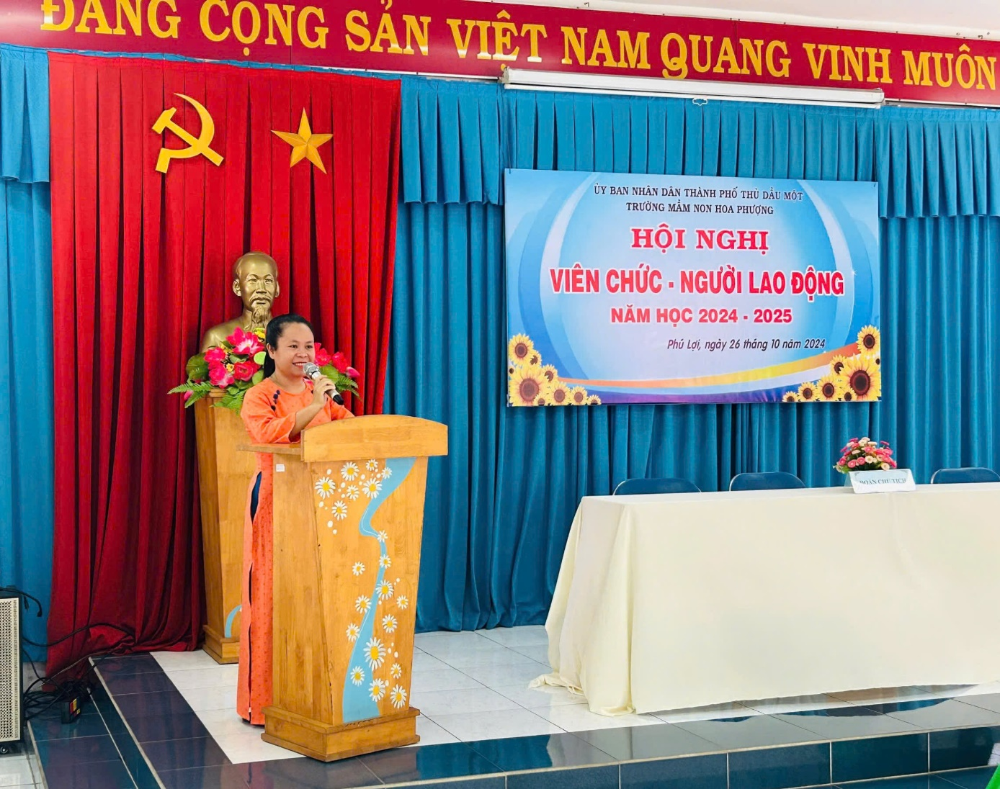 ĐẢNG CỘNG SẢN VIỆT NAM QUANG VINH MUÔN
ỦY BAN NHÂN DÂN THÀNH PHỐ THỦ DẦU MỘT
TRƯỜNG MẦM NON HOA PHƯỢNG
HỘI NGHỊ
VIÊN CHỨC - NGƯỜI LAO ĐỘNG
NĂM HỌC 2024 - 2025
Phú Lợi, ngày 26 tháng 10 năm 2024
ĐOÀN CHỦ TỊCH